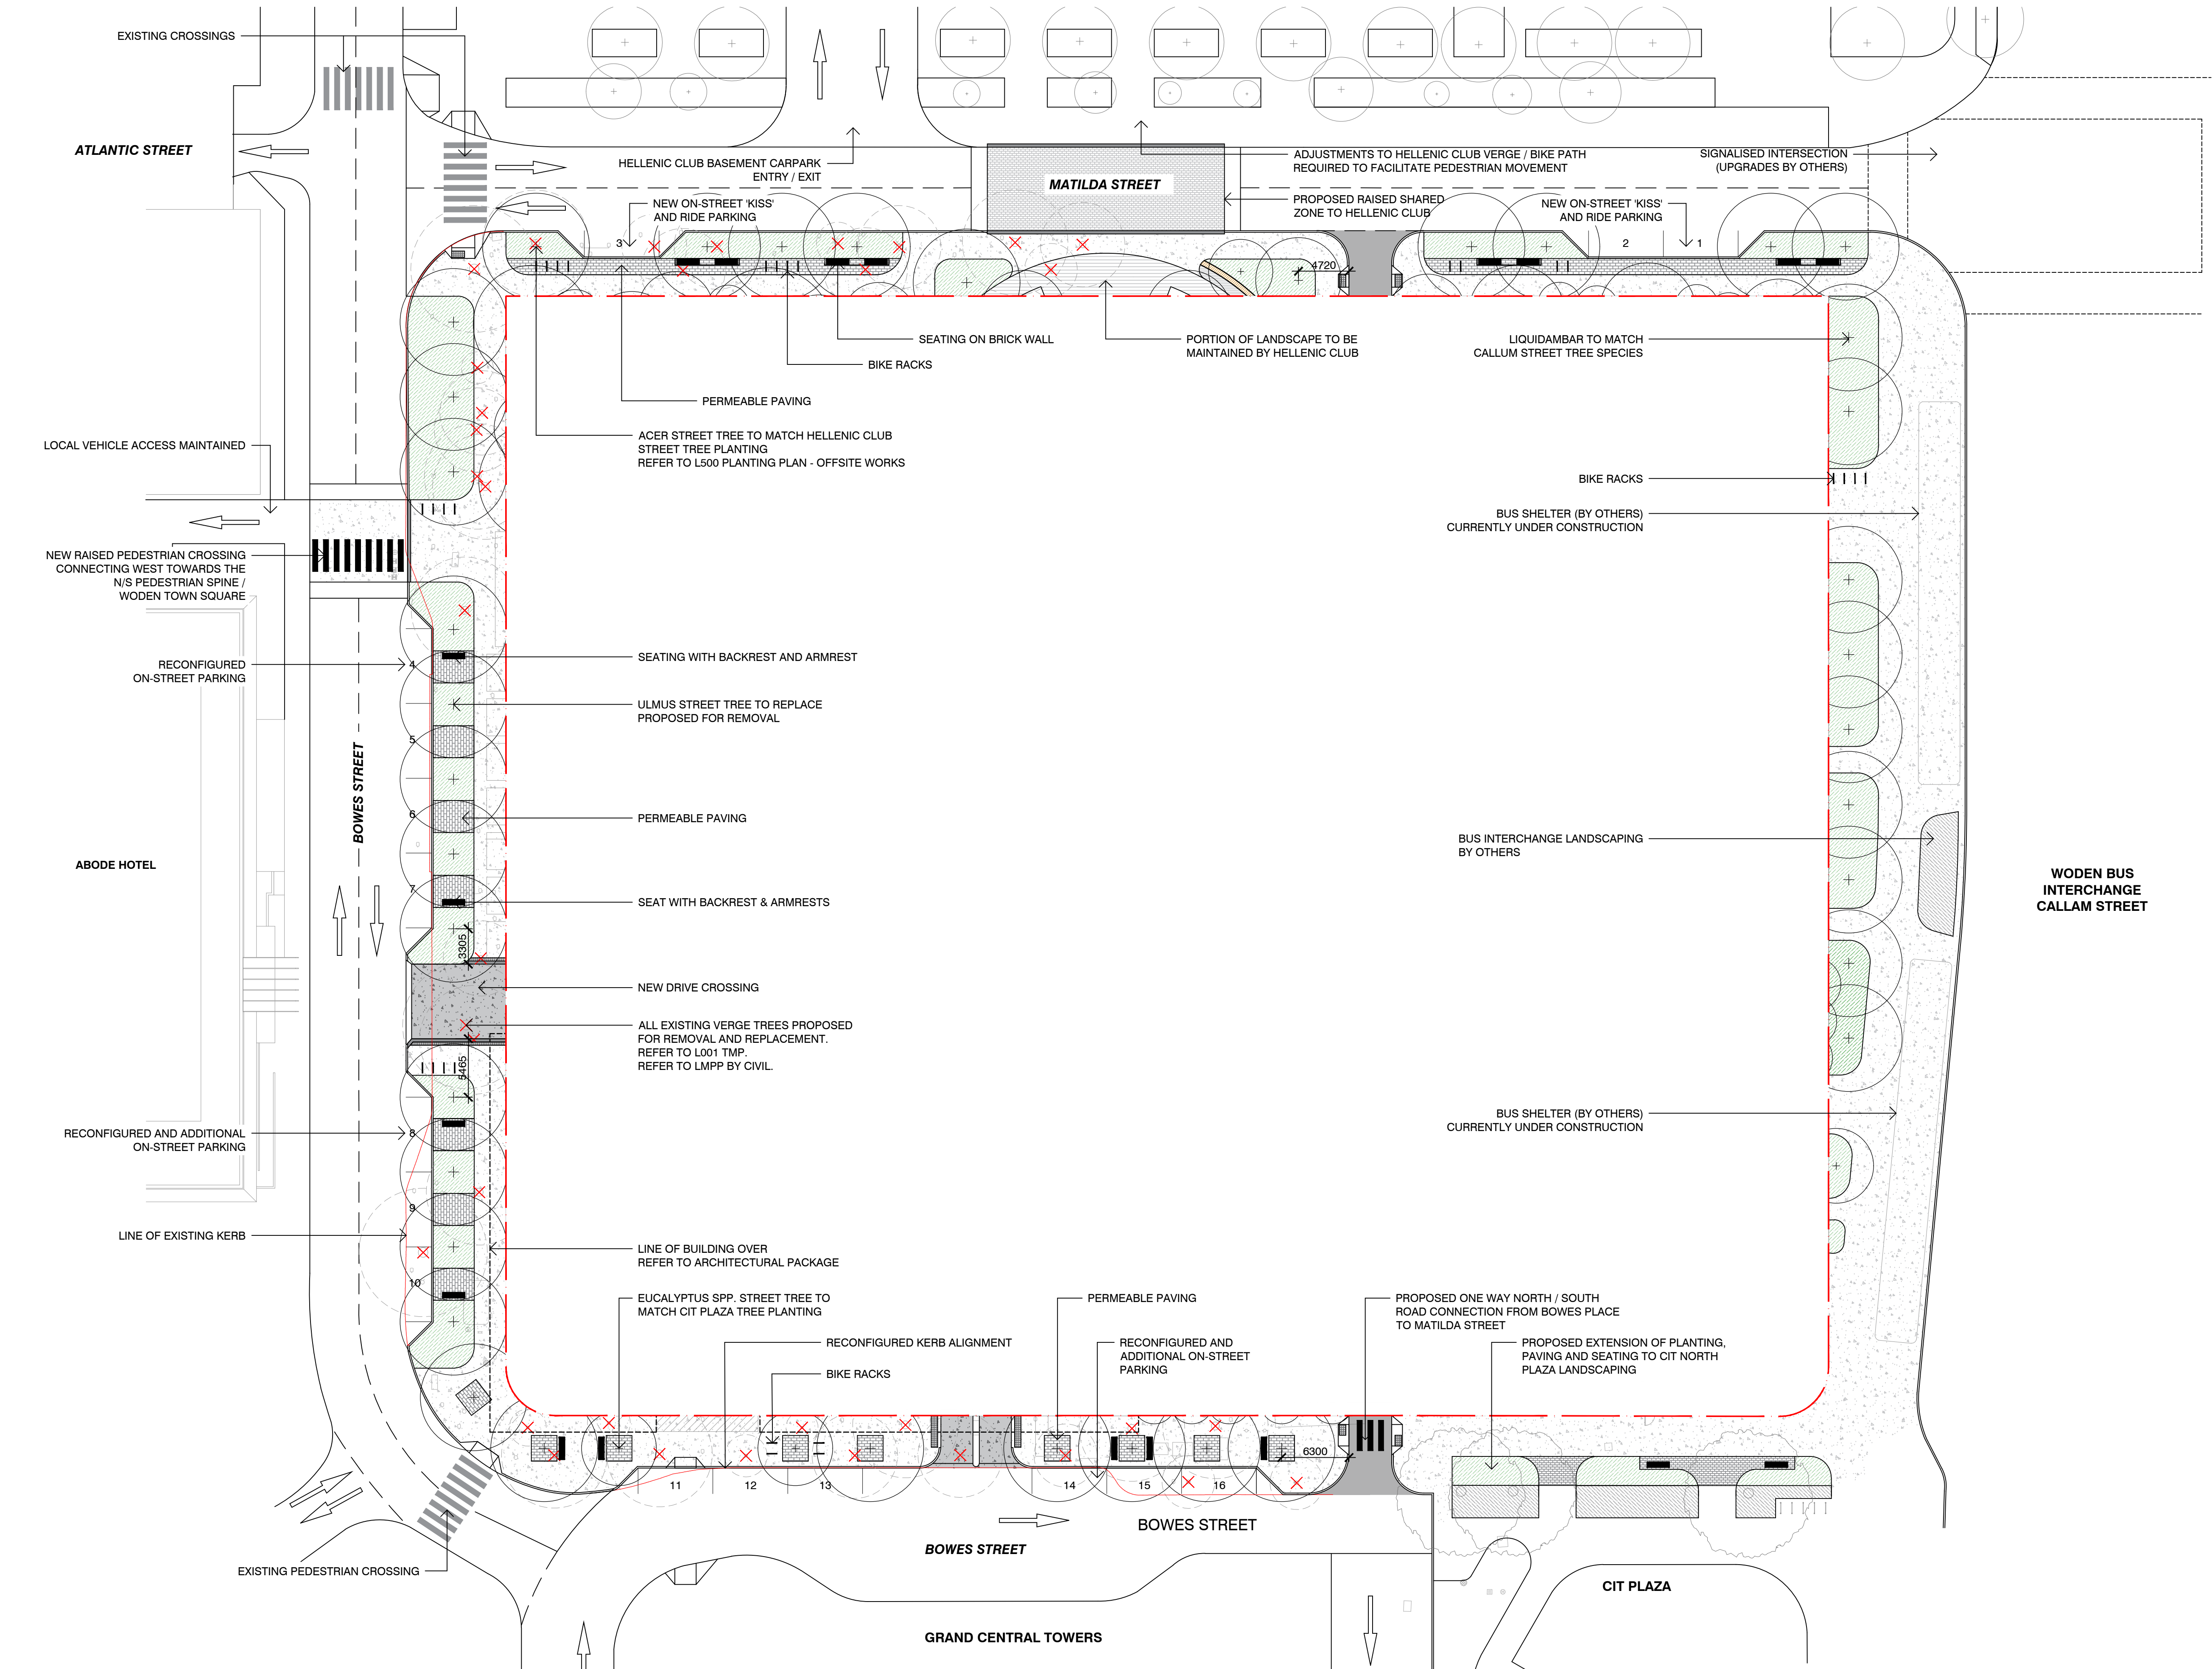 EXISTING CROSSINGS
ATLANTIC STREET
HELLENIC CLUB BASEMENT CARPARK
ENTRY / EXIT
MATILDA STREET
ADJUSTMENTS TO HELLENIC CLUB VERGE / BIKE PATH
REQUIRED TO FACILITATE PEDESTRIAN MOVEMENT
SIGNALISED INTERSECTION
(UPGRADES BY OTHERS)
NEW ON-STREET 'KISS'
AND RIDE PARKING
PROPOSED RAISED SHARED
ZONE TO HELLENIC CLUB
NEW ON-STREET 'KISS'
AND RIDE PARKING
3
2
1
4720
SEATING ON BRICK WALL
PORTION OF LANDSCAPE TO BE
MAINTAINED BY HELLENIC CLUB
LIQUIDAMBAR TO MATCH
CALLUM STREET TREE SPECIES
BIKE RACKS
PERMEABLE PAVING
ACER STREET TREE TO MATCH HELLENIC CLUB
STREET TREE PLANTING
REFER TO L500 PLANTING PLAN - OFFSITE WORKS
LOCAL VEHICLE ACCESS MAINTAINED
BIKE RACKS
BUS SHELTER (BY OTHERS)
CURRENTLY UNDER CONSTRUCTION
NEW RAISED PEDESTRIAN CROSSING
CONNECTING WEST TOWARDS THE
N/S PEDESTRIAN SPINE /
WODEN TOWN SQUARE
RECONFIGURED
ON-STREET PARKING
4
SEATING WITH BACKREST AND ARMREST
ULMUS STREET TREE TO REPLACE
PROPOSED FOR REMOVAL
5
BOWES STREET
6
PERMEABLE PAVING
BUS INTERCHANGE LANDSCAPING
BY OTHERS
ABODE HOTEL
WODEN BUS
INTERCHANGE
CALLAM STREET
7
SEAT WITH BACKREST & ARMRESTS
3305
NEW DRIVE CROSSING
ALL EXISTING VERGE TREES PROPOSED
FOR REMOVAL AND REPLACEMENT.
REFER TO L001 TMP.
REFER TO LMPP BY CIVIL.
5465
BUS SHELTER (BY OTHERS)
CURRENTLY UNDER CONSTRUCTION
RECONFIGURED AND ADDITIONAL
ON-STREET PARKING
8
9
LINE OF EXISTING KERB
LINE OF BUILDING OVER
REFER TO ARCHITECTURAL PACKAGE
10
EUCALYPTUS SPP. STREET TREE TO
MATCH CIT PLAZA TREE PLANTING
PERMEABLE PAVING
PROPOSED ONE WAY NORTH / SOUTH
ROAD CONNECTION FROM BOWES PLACE
TO MATILDA STREET
RECONFIGURED KERB ALIGNMENT
RECONFIGURED AND
ADDITIONAL ON-STREET
PARKING
PROPOSED EXTENSION OF PLANTING,
PAVING AND SEATING TO CIT NORTH
PLAZA LANDSCAPING
BIKE RACKS
6300
11
12
13
14
15
16
BOWES STREET
BOWES STREET
EXISTING PEDESTRIAN CROSSING
CIT PLAZA
GRAND CENTRAL TOWERS